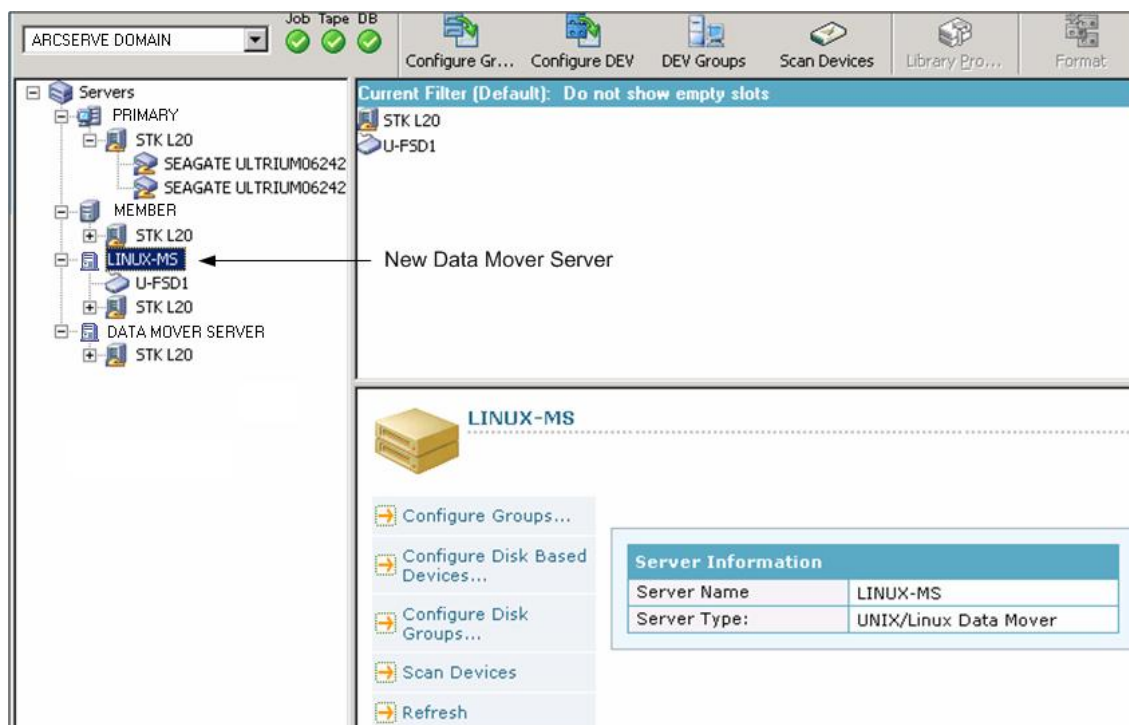 Job Tape DB
ARCSERVE DOMAIN
Configure Gr... Configure DEV DEV Groups Scan Devices Library Pro... Format
Servers
PRIMARY
STK L20
SEAGATE ULTRIUM06242
SEAGATE ULTRIUM06242
MEMBER
STK L20
LINUX-MS
U-FSD1
STK L20
DATA MOVER SERVER
STK L20
Current Filter (Default): Do not show empty slots
STK L20
U-FSD1
New Data Mover Server
LINUX-MS
Configure Groups...
Configure Disk Based
Devices...
Configure Disk
Groups...
Scan Devices
Refresh
Server Information
Server Name LINUX-MS
Server Type: UNIX/Linux Data Mover